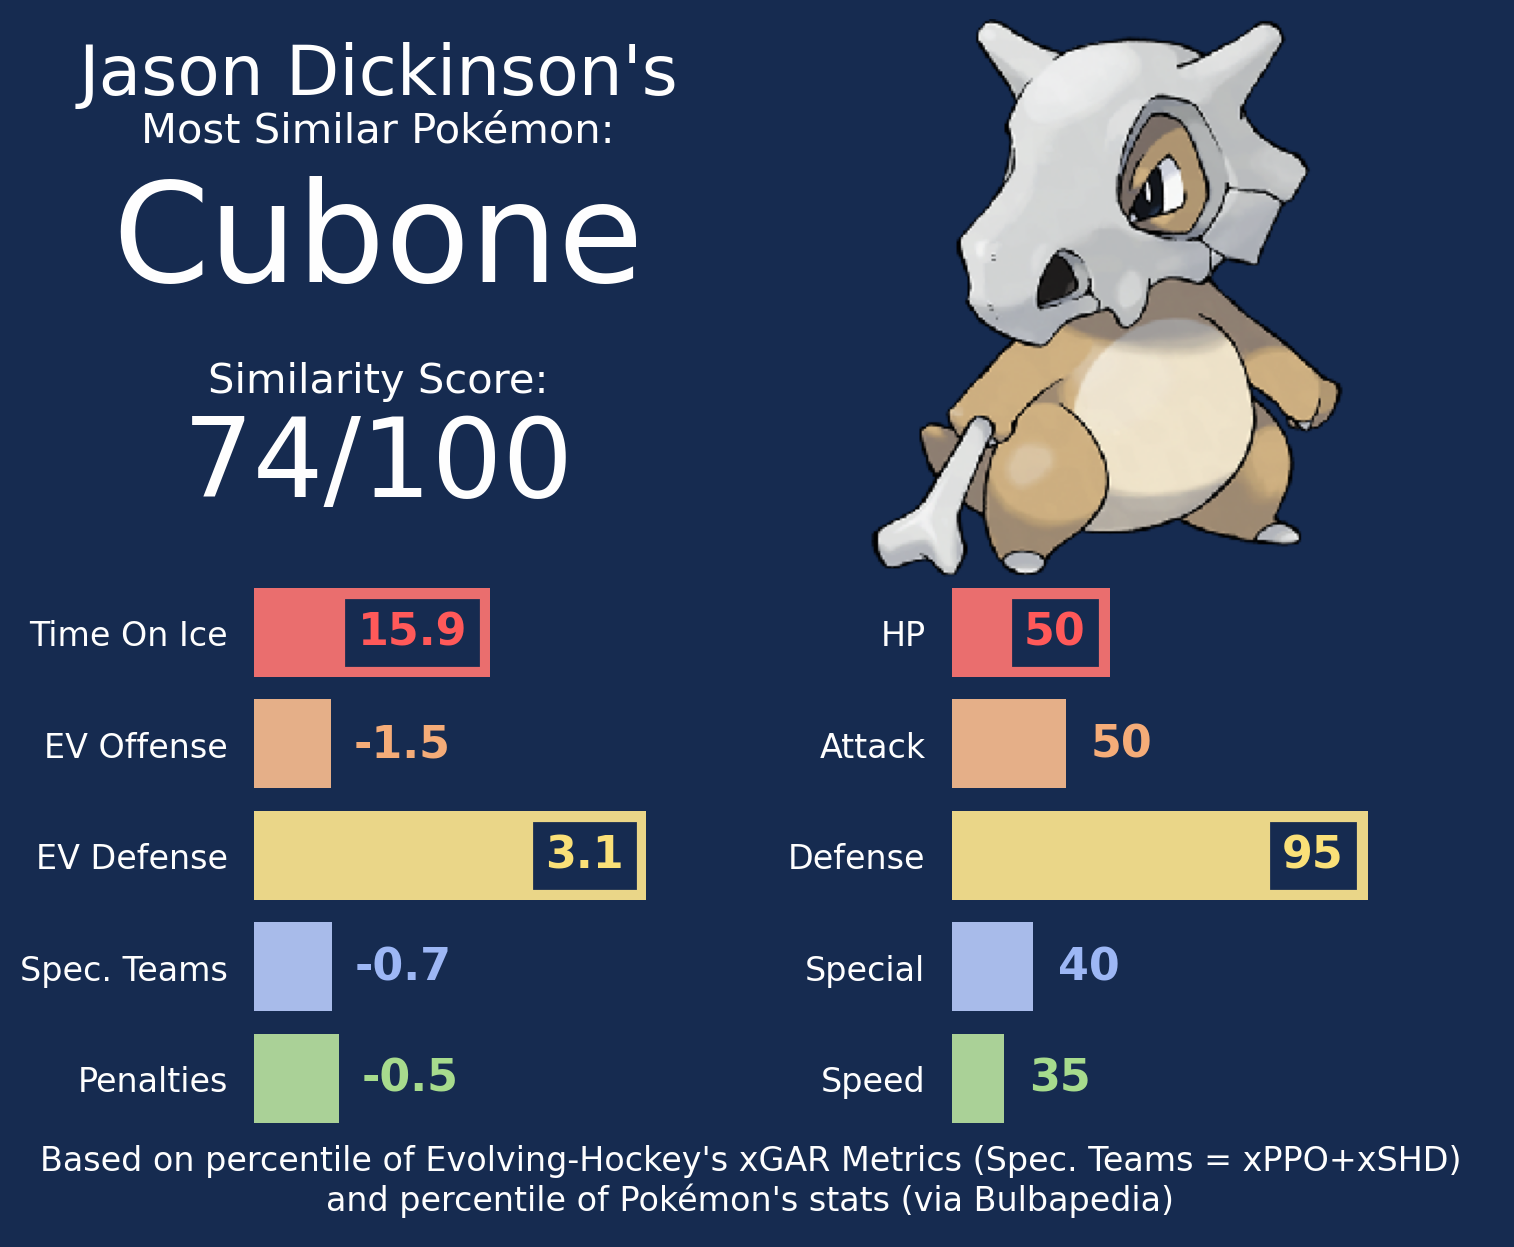 Jason Dickinson's
Most Similar Pokémon:
Cubone
Similarity Score:
74/100
Time On Ice 15.9
EV Offense -1.5
EV Defense 3.1
Spec. Teams -0.7
Penalties -0.5
HP 50
Attack 50
Defense 95
Special 40
Speed 35
Based on percentile of Evolving-Hockey's xGAR Metrics (Spec. Teams = xPPO+xSHD)
and percentile of Pokémon's stats (via Bulbapedia)